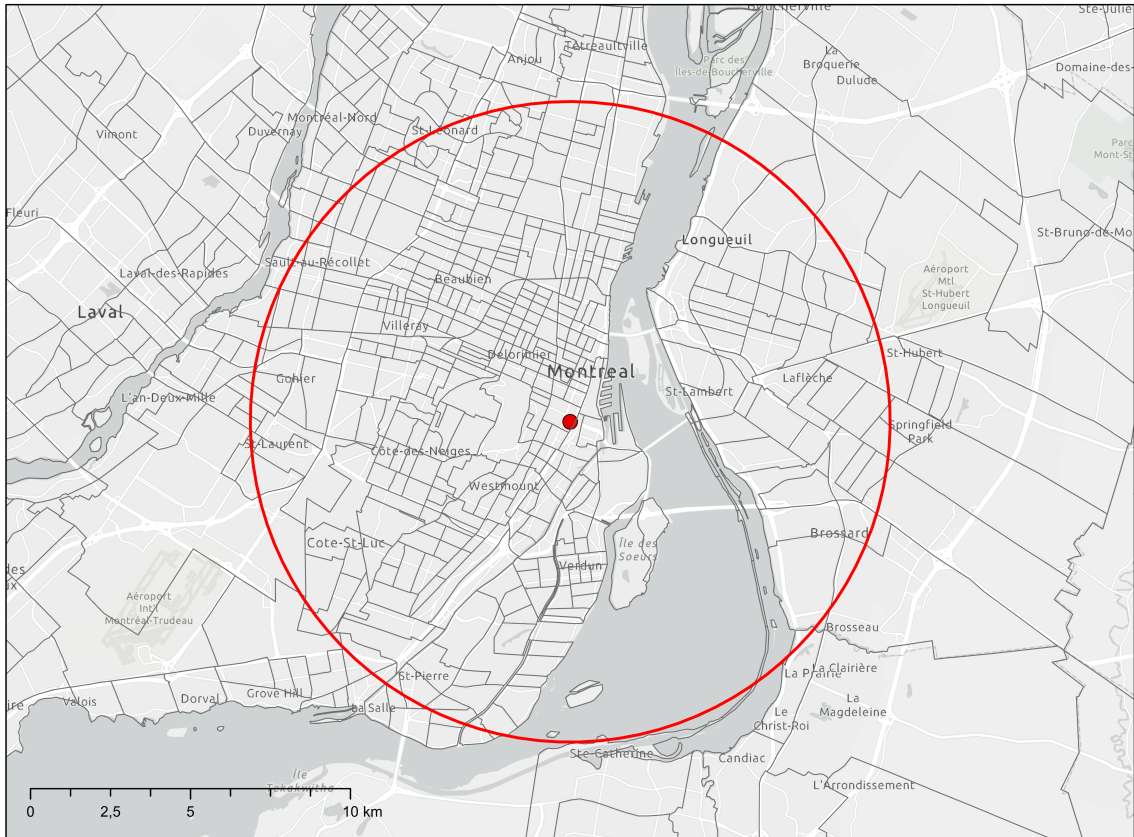 Boucherville
Ste-Julie
Tétreaultville
Anjou
Parc des
Îles-de-Boucherville
La
Broquerie
Dulude
Domaine-des-
Montréal-Nord
Duvernay
Vimont
St-Léonard
Parc
Mont-St-
Fleuri
Longueuil
St-Bruno-de-Mo
Sault-au-Récollet
Laval-des-Rapides
Beaubien
Aéroport
Mtl
St-Hubert
Longueuil
Laval
Villeray
Delorimier
St-Hubert
Montreal
Gohier
Laflèche
St-Lambert
L'an-Deux-Mille
Springfield
Park
St-Laurent
Côte-des-Neiges
Westmount
Brossard
Cote-St-Luc
Île des
Soeurs
Verdun
des
ix
Aéroport
Int'l
Montréal-Trudeau
Brosseau
La Clairière
La Prairie
St-Pierre
Grove Hill
Dorval
Valois
ire
La Salle
La
Magdeleine
Le
Christ-Roi
Ste-Catherine
Candiac
Île
Tekakwitha
L'Arrondissement
0 2,5 5 10 km